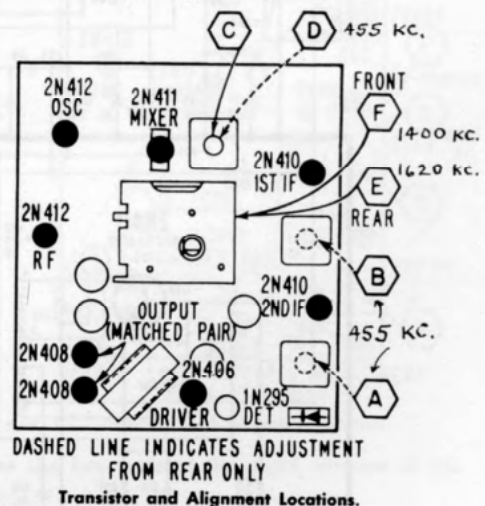 C
D
455 KC.
2N412
OSC
2N411
MIXER
FRONT
F
1400 KC.
2N410
1ST IF
E
1620 KC.
REAR
2N412
RF
B
2N410
2ND IF
OUTPUT
(MATCHED PAIR)
455 KC.
2N408
2N408
2N406
DRIVER
1N295
DET
A
DASHED LINE INDICATES ADJUSTMENT
FROM REAR ONLY
Transistor and Alignment Locations.